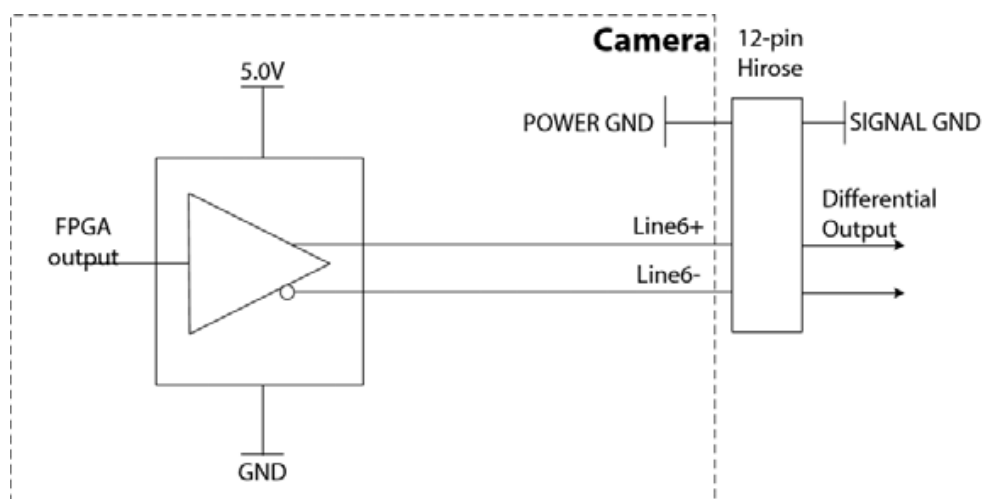 Camera
12-pin
Hirose
5.0V
POWER GND
SIGNAL GND
FPGA
output
Line6+
Differential
Output
Line6-
GND